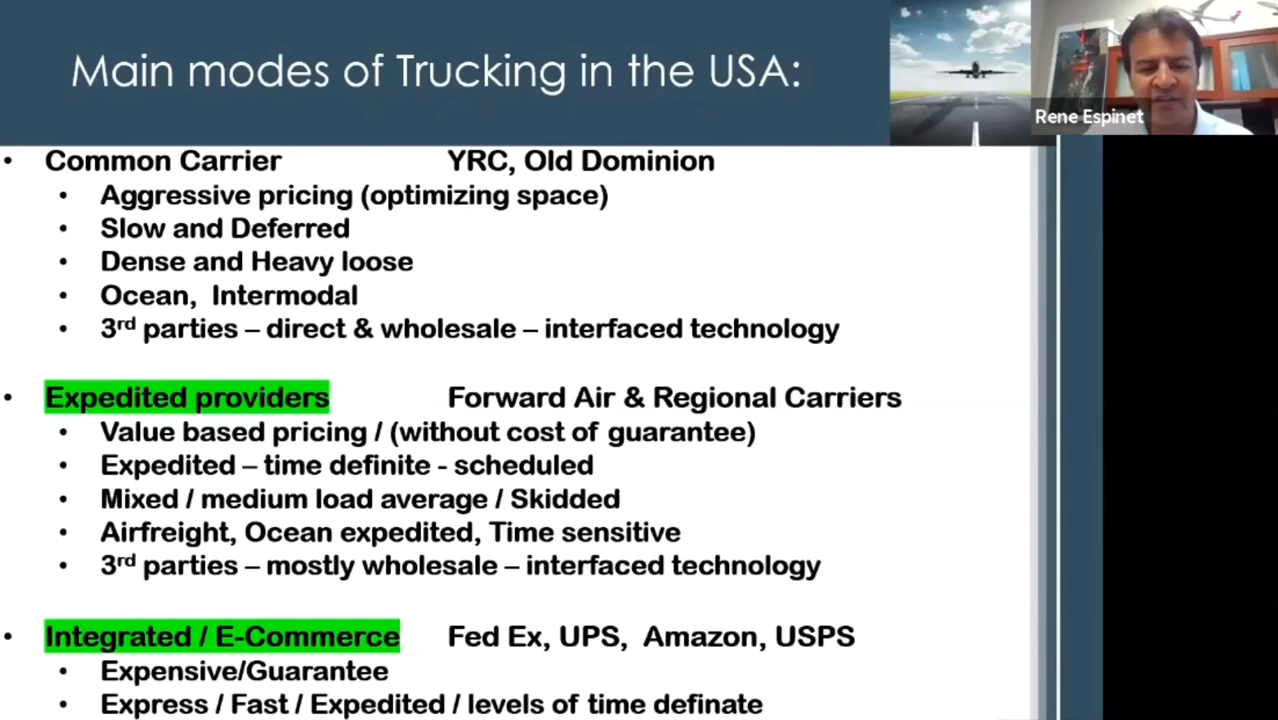 Main modes of Trucking in the USA:
Rene Espinet
• Common Carrier YRC, Old Dominion
• Aggressive pricing (optimizing space)
• Slow and Deferred
• Dense and Heavy loose
• Ocean, Intermodal
• 3rd parties – direct & wholesale – interfaced technology
• Expedited providers Forward Air & Regional Carriers
• Value based pricing / (without cost of guarantee)
• Expedited – time definite - scheduled
• Mixed / medium load average / Skidded
• Airfreight, Ocean expedited, Time sensitive
• 3rd parties – mostly wholesale – interfaced technology
• Integrated / E-Commerce Fed Ex, UPS, Amazon, USPS
• Expensive/Guarantee
• Express / Fast / Expedited / levels of time definate